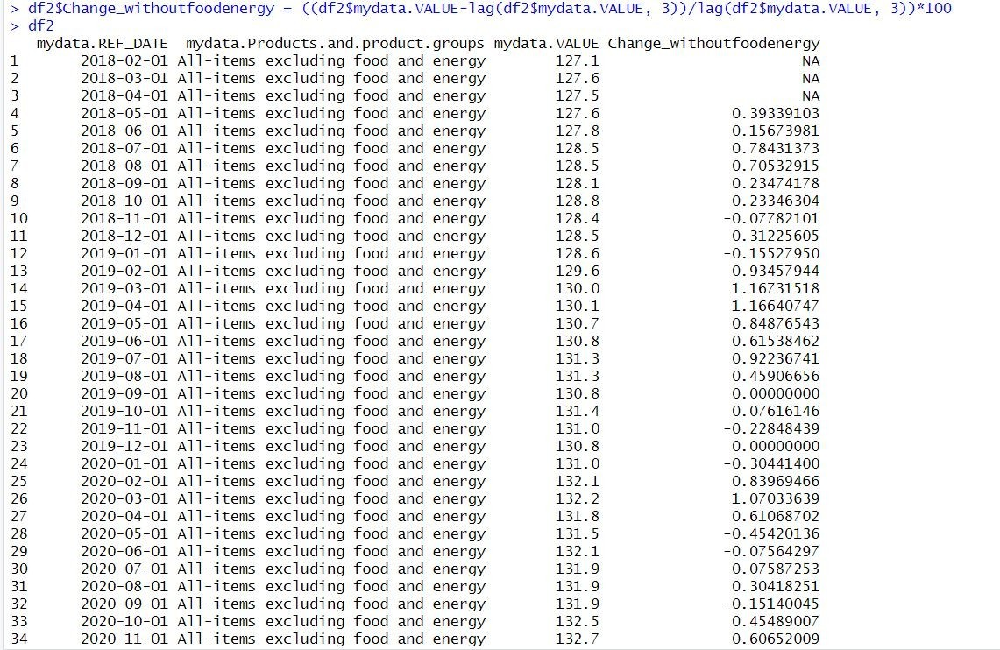 > df2$Change_withoutfoodenergy = ((df2$mydata.VALUE-lag(df2$mydata.VALUE, 3))/lag(df2$mydata.VALUE, 3))*100
> df2
mydata.REF_DATE mydata.Products.and.product.groups mydata.VALUE Change_withoutfoodenergy
1 2018-02-01 All-items excluding food and energy 127.1 NA
2 2018-03-01 All-items excluding food and energy 127.6 NA
3 2018-04-01 All-items excluding food and energy 127.5 NA
4 2018-05-01 All-items excluding food and energy 127.6 0.39339103
5 2018-06-01 All-items excluding food and energy 127.8 0.15673981
6 2018-07-01 All-items excluding food and energy 128.5 0.78431373
7 2018-08-01 All-items excluding food and energy 128.5 0.70532915
8 2018-09-01 All-items excluding food and energy 128.1 0.23474178
9 2018-10-01 All-items excluding food and energy 128.8 0.23346304
10 2018-11-01 All-items excluding food and energy 128.4 -0.07782101
11 2018-12-01 All-items excluding food and energy 128.5 0.31225605
12 2019-01-01 All-items excluding food and energy 128.6 -0.15527950
13 2019-02-01 All-items excluding food and energy 129.6 0.93457944
14 2019-03-01 All-items excluding food and energy 130.0 1.16731518
15 2019-04-01 All-items excluding food and energy 130.1 1.16640747
16 2019-05-01 All-items excluding food and energy 130.7 0.84876543
17 2019-06-01 All-items excluding food and energy 130.8 0.61538462
18 2019-07-01 All-items excluding food and energy 131.3 0.92236741
19 2019-08-01 All-items excluding food and energy 131.3 0.45906656
20 2019-09-01 All-items excluding food and energy 130.8 0.00000000
21 2019-10-01 All-items excluding food and energy 131.4 0.07616146
22 2019-11-01 All-items excluding food and energy 131.0 -0.22848439
23 2019-12-01 All-items excluding food and energy 130.8 0.00000000
24 2020-01-01 All-items excluding food and energy 131.0 -0.30441400
25 2020-02-01 All-items excluding food and energy 132.1 0.83969466
26 2020-03-01 All-items excluding food and energy 132.2 1.07033639
27 2020-04-01 All-items excluding food and energy 131.8 0.61068702
28 2020-05-01 All-items excluding food and energy 131.5 -0.45420136
29 2020-06-01 All-items excluding food and energy 132.1 -0.07564297
30 2020-07-01 All-items excluding food and energy 131.9 0.07587253
31 2020-08-01 All-items excluding food and energy 131.9 0.30418251
32 2020-09-01 All-items excluding food and energy 131.9 -0.15140045
33 2020-10-01 All-items excluding food and energy 132.5 0.45489007
34 2020-11-01 All-items excluding food and energy 132.7 0.60652009